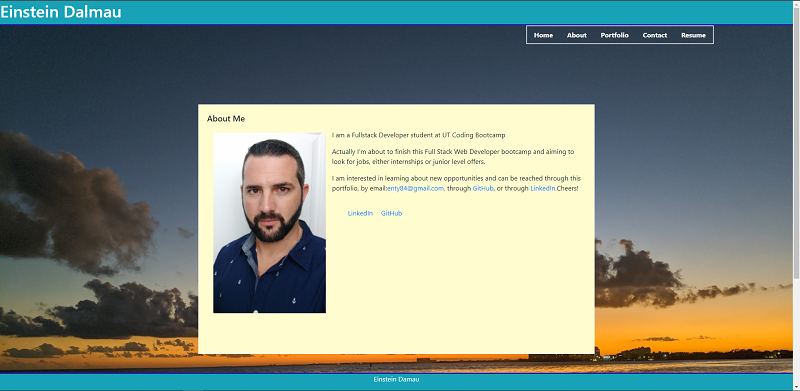 Einstein Dalmau
Home About Portfolio Contact Resume
About Me
I am a Fullstack Developer student at UT Coding Bootcamp
Actually I'm about to finish this Full Stack Web Developer bootcamp and aiming to
look for jobs, either internships or junior level offers.
I am interested in learning about new opportunities and can be reached through this
portfolio, by email:enty84@gmail.com, through GitHub, or through LinkedIn.Cheers!
LinkedIn GitHub
Einstein Damau